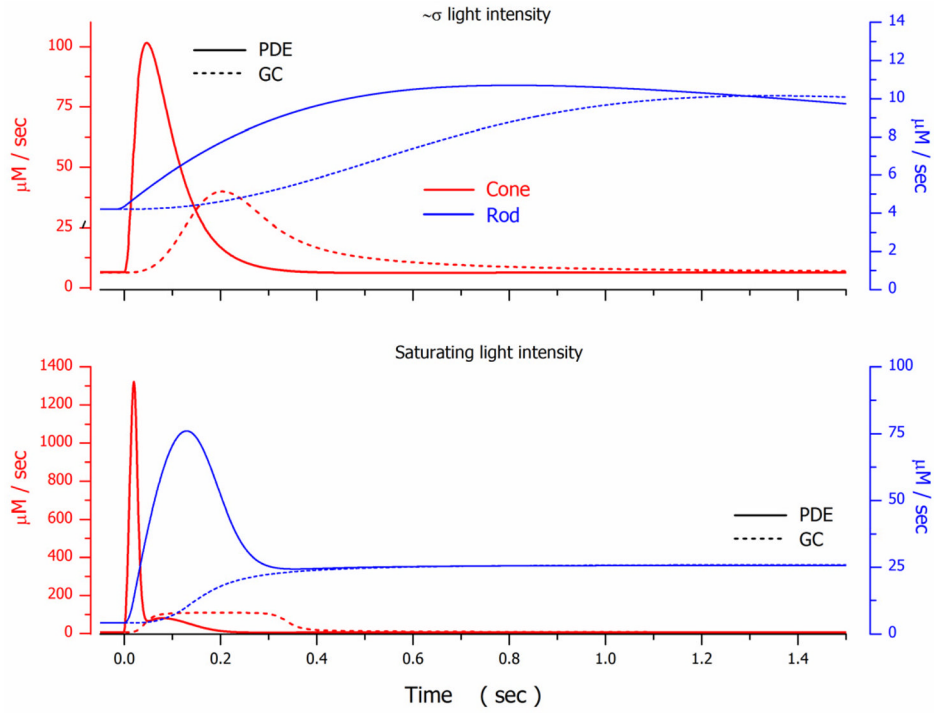 ~σ light intensity
PDE
GC
Cone
Rod
μM / sec
100
75
50
25
0
μM / sec
14
12
10
8
6
4
2
0
Saturating light intensity
PDE
GC
μM / sec
1400
1200
1000
800
600
400
200
0
μM / sec
100
75
50
25
0
0.0 0.2 0.4 0.6 0.8 1.0 1.2 1.4
Time ( sec )